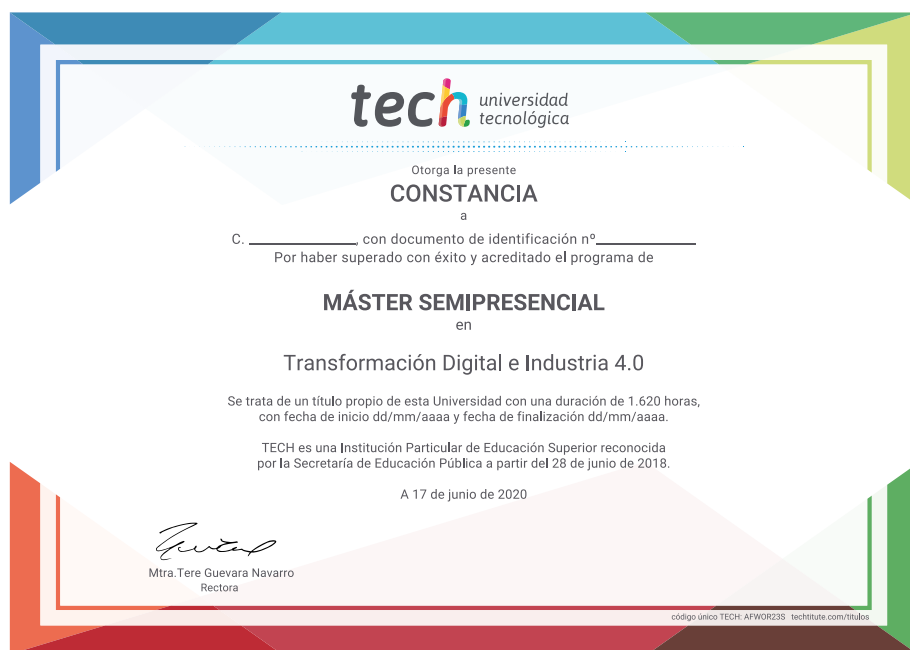 tech universidad
tecnológica
Otorga la presente
CONSTANCIA
a
C. ______________, con documento de identificación nº______________
Por haber superado con éxito y acreditado el programa de
MÁSTER SEMIPRESENCIAL
en
Transformación Digital e Industria 4.0
Se trata de un título propio de esta Universidad con una duración de 1.620 horas,
con fecha de inicio dd/mm/aaaa y fecha de finalización dd/mm/aaaa.
TECH es una Institución Particular de Educación Superior reconocida
por la Secretaría de Educación Pública a partir del 28 de junio de 2018.
A 17 de junio de 2020
Mtra.Tere Guevara Navarro
Rectora
código único TECH: AFWOR23S techtitute.com/titulos